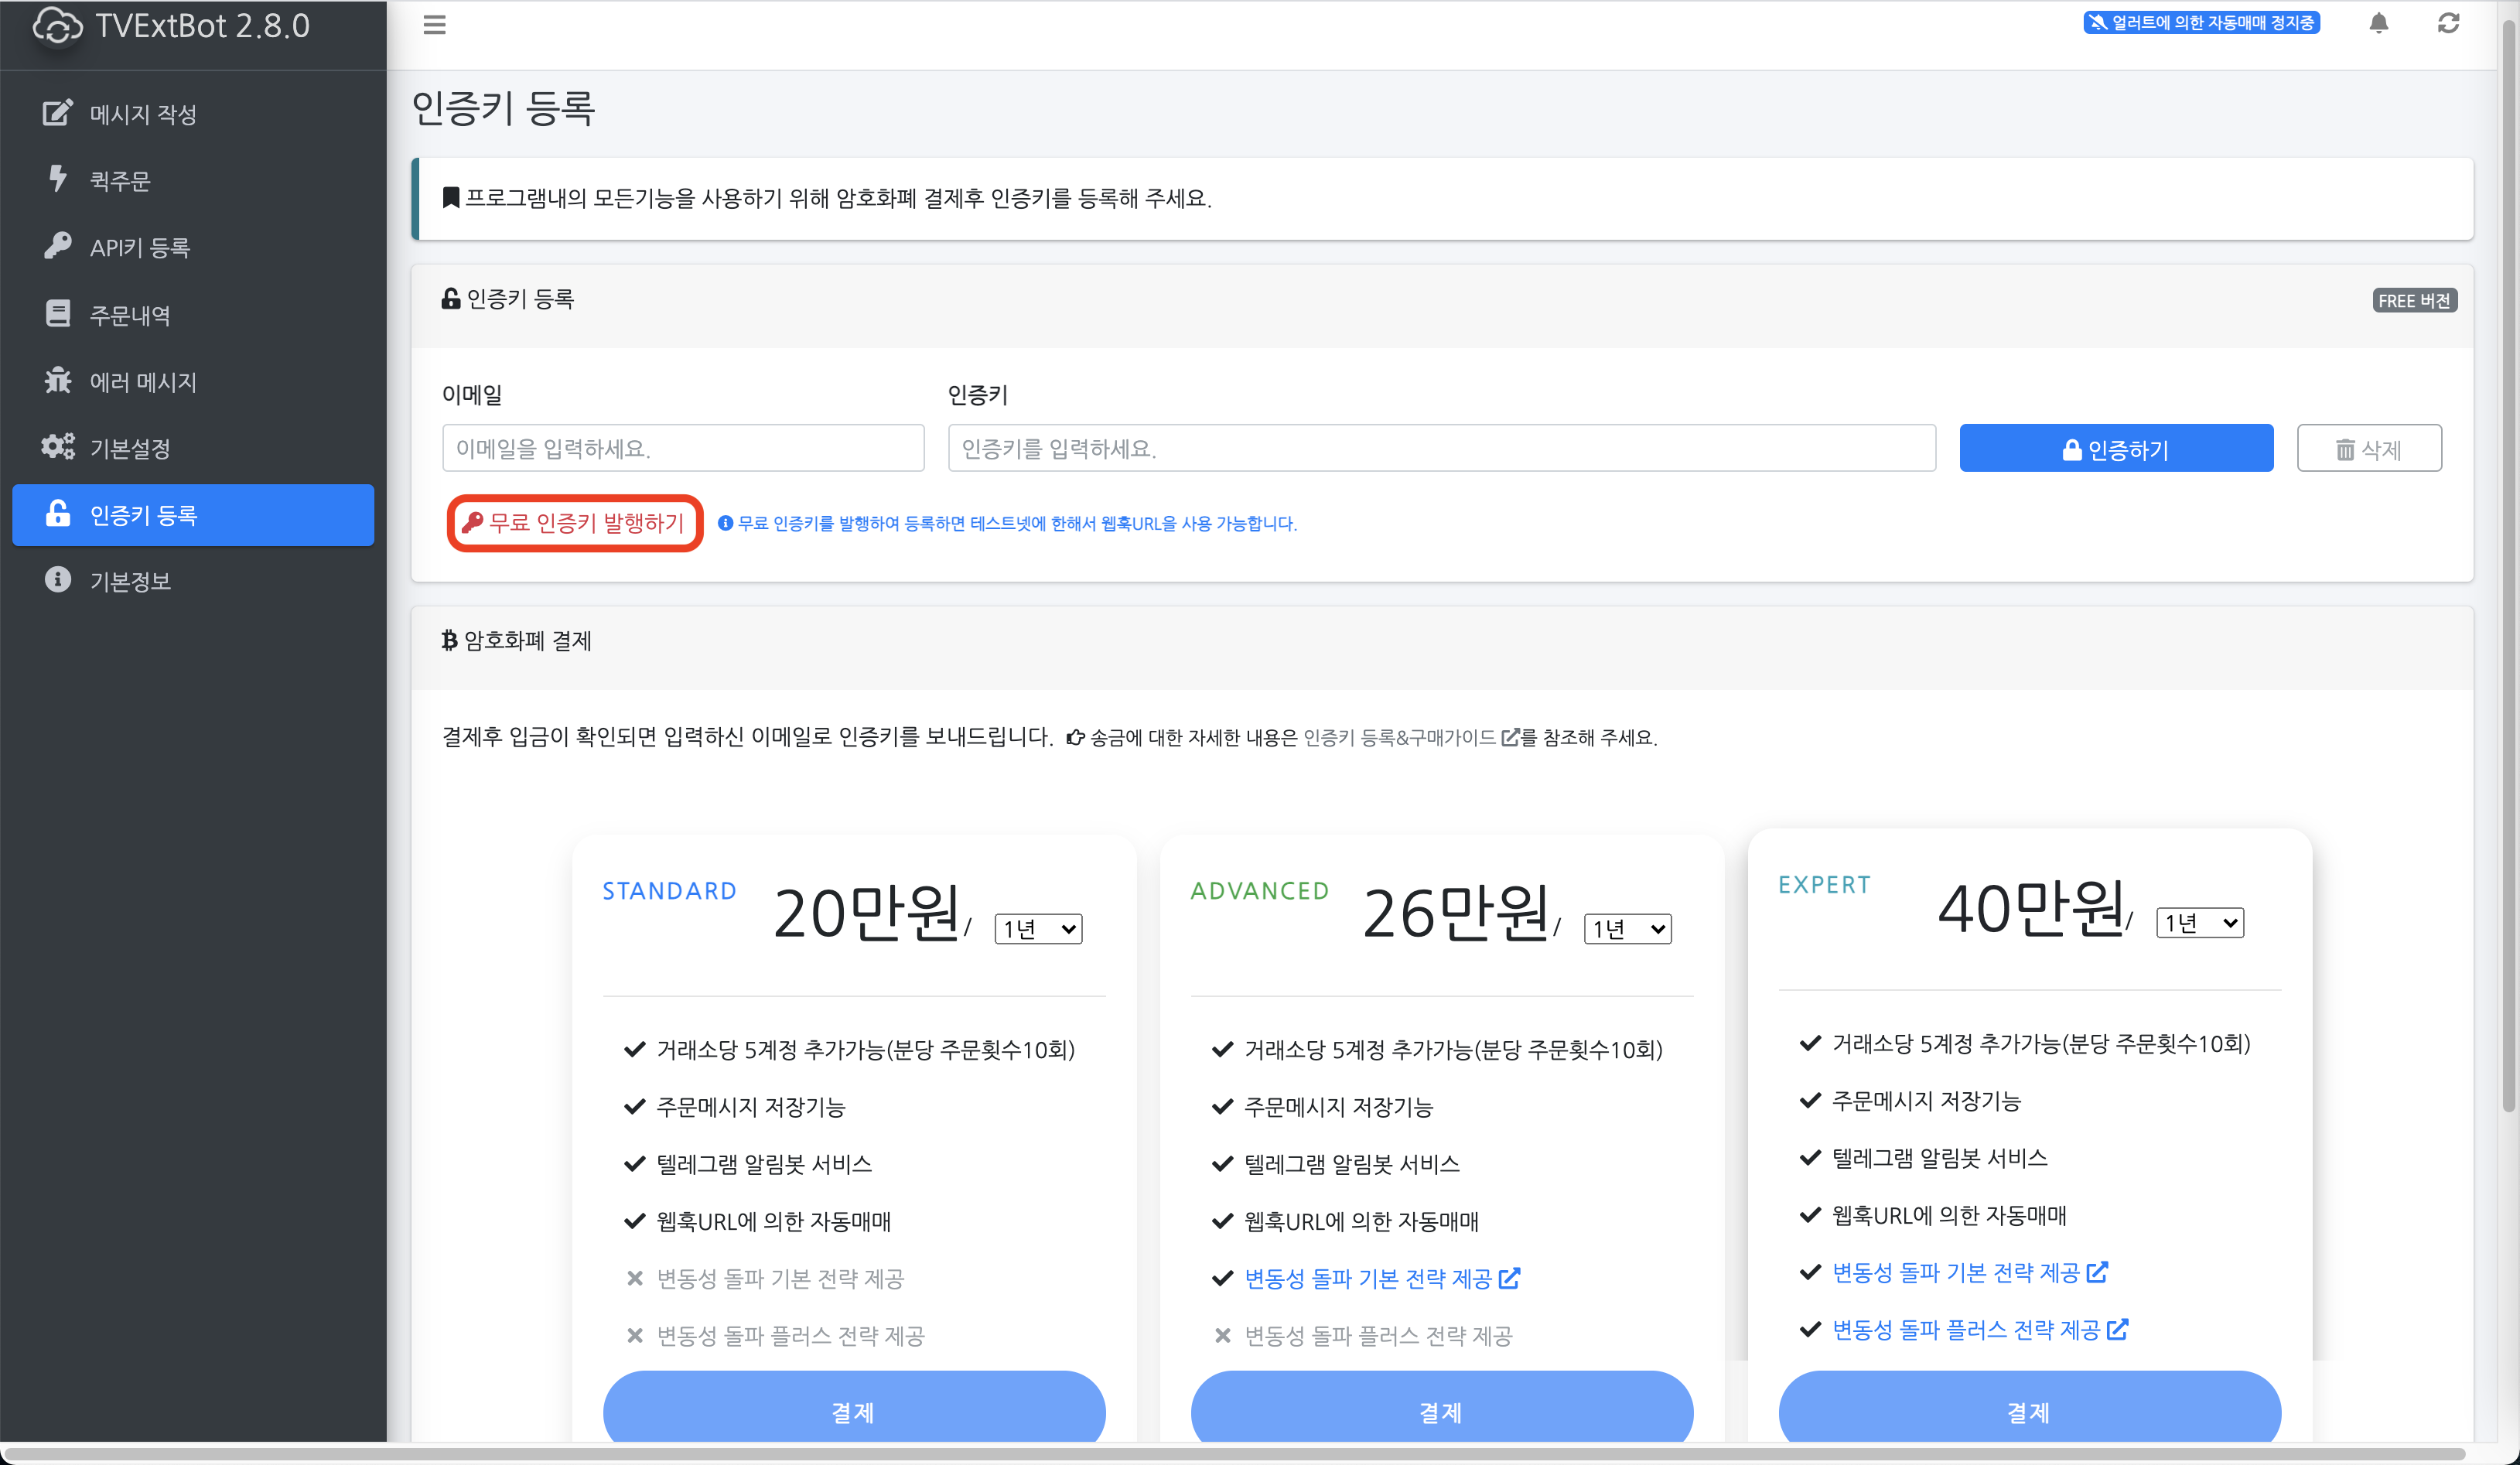 TVExtBot 2.8.0
메시지 작성
퀵주문
API키 등록
주문내역
에러 메시지
기본설정
인증키 등록
기본정보
얼러트에 의한 자동매매 정지중
인증키 등록
프로그램내의 모든기능을 사용하기 위해 암호화폐 결제후 인증키를 등록해 주세요.
인증키 등록
FREE 버전
이메일
인증키
이메일을 입력하세요.
인증키를 입력하세요.
인증하기
삭제
무료 인증키 발행하기
무료 인증키를 발행하여 등록하면 테스트넷에 한해서 웹훅URL을 사용 가능합니다.
암호화폐 결제
결제후 입금이 확인되면 입력하신 이메일로 인증키를 보내드립니다. 송금에 대한 자세한 내용은 인증키 등록&구매가이드를 참조해 주세요.
STANDARD
20만원/ 1년
거래소당 5계정 추가가능(분당 주문횟수10회)
주문메시지 저장기능
텔레그램 알림봇 서비스
웹훅URL에 의한 자동매매
변동성 돌파 기본 전략 제공
변동성 돌파 플러스 전략 제공
결제
ADVANCED
26만원/ 1년
거래소당 5계정 추가가능(분당 주문횟수10회)
주문메시지 저장기능
텔레그램 알림봇 서비스
웹훅URL에 의한 자동매매
변동성 돌파 기본 전략 제공
변동성 돌파 플러스 전략 제공
결제
EXPERT
40만원/ 1년
거래소당 5계정 추가가능(분당 주문횟수10회)
주문메시지 저장기능
텔레그램 알림봇 서비스
웹훅URL에 의한 자동매매
변동성 돌파 기본 전략 제공
변동성 돌파 플러스 전략 제공
결제